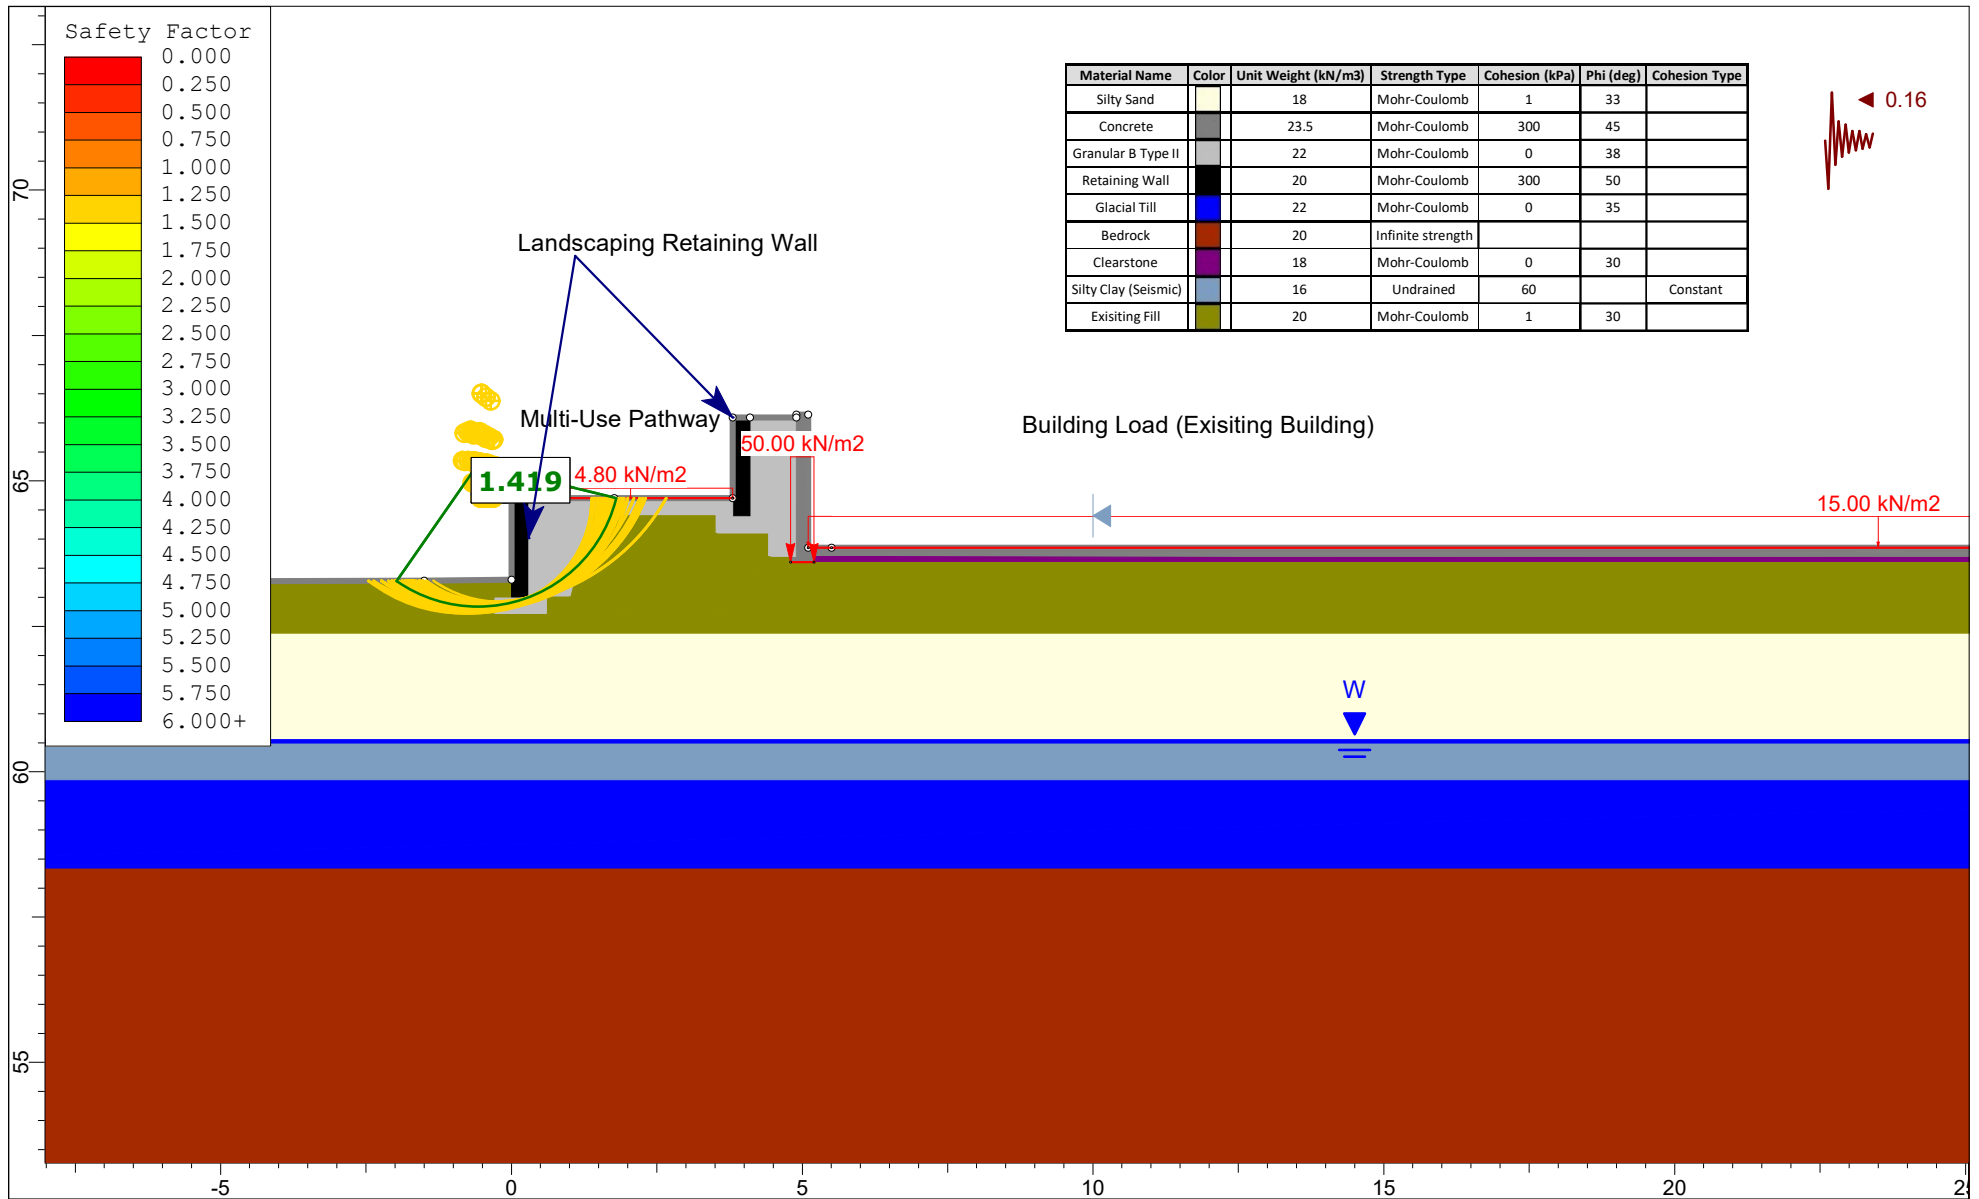 Safety Factor
0.000
0.250
0.500
0.750
1.000
1.250
1.500
1.750
2.000
2.250
2.500
2.750
3.000
3.250
3.500
3.750
4.000
4.250
4.500
4.750
5.000
5.250
5.500
5.750
6.000+
Material Name Color Unit Weight (kN/m3) Strength Type Cohesion (kPa) Phi (deg) Cohesion Type
Silty Sand 18 Mohr-Coulomb 1 33
Concrete 23.5 Mohr-Coulomb 300 45
Granular B Type II 22 Mohr-Coulomb 0 38
Retaining Wall 20 Mohr-Coulomb 300 50
Glacial Till 22 Mohr-Coulomb 0 35
Bedrock 20 Infinite strength
Clearstone 18 Mohr-Coulomb 0 30
Silty Clay (Seismic) 16 Undrained 60 Constant
Exisiting Fill 20 Mohr-Coulomb 1 30
0.16
Landscaping Retaining Wall
Multi-Use Pathway
Building Load (Exisiting Building)
50.00 kN/m2
4.80 kN/m2
1.419
15.00 kN/m2
W
70
65
60
55
-5 0 5 10 15 20